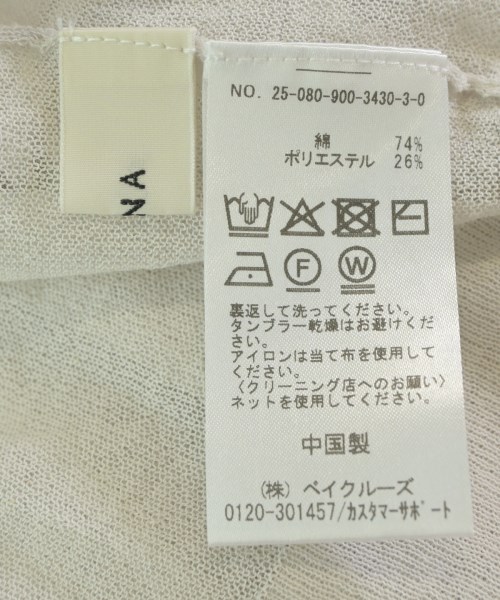 NA
NO. 25-080-900-3430-3-0
綿 74%
ポリエステル 26%
F W
裏返して洗ってください。
タンブラー乾燥はお避けくだ
さい。
アイロンは当て布を使用して
ください。
〈クリーニング店へのお願い〉
ネットを使用してください。
中国製
(株) ベイクルーズ
0120-301457/カスタマーサポート